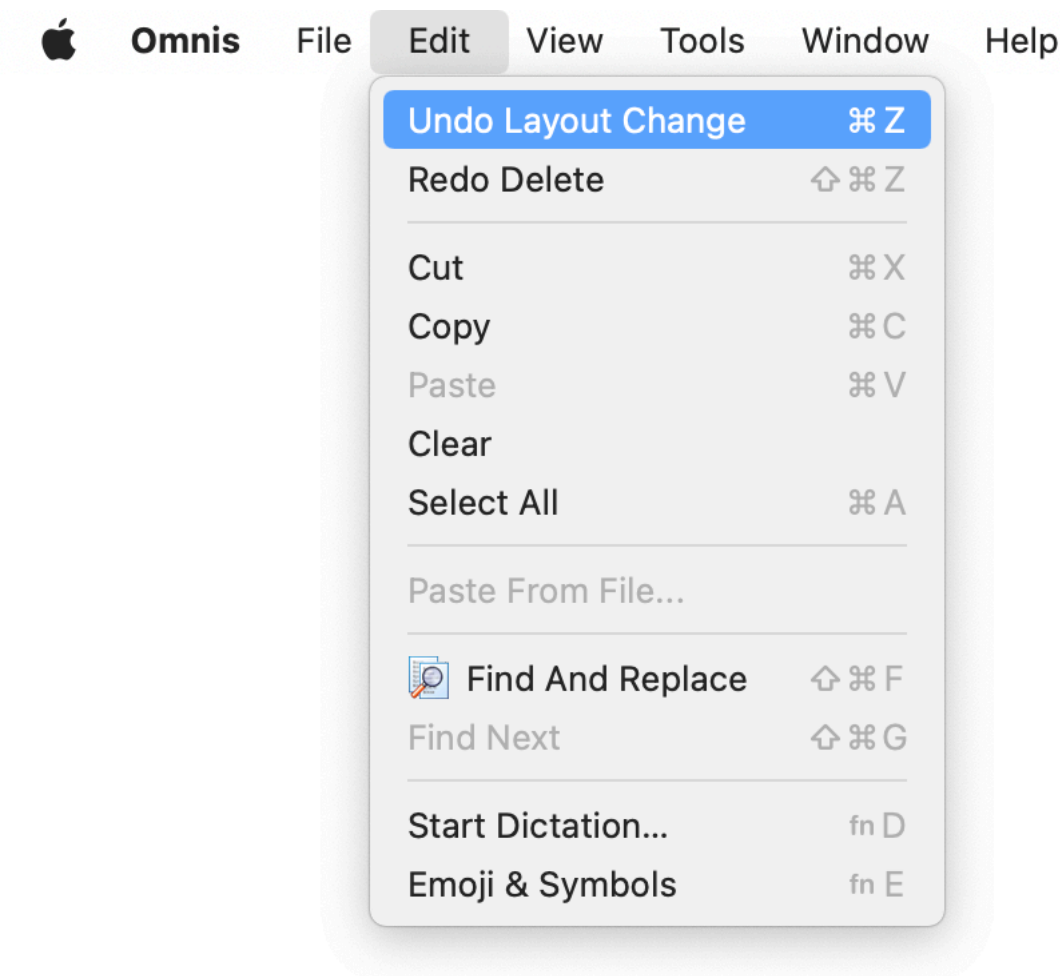 Omnis File Edit View Tools Window Help
Undo Layout Change ⌘ Z
Redo Delete ⇧ ⌘ Z
Cut ⌘ X
Copy ⌘ C
Paste ⌘ V
Clear
Select All ⌘ A
Paste From File...
Find And Replace ⇧ ⌘ F
Find Next ⇧ ⌘ G
Start Dictation... fn D
Emoji & Symbols fn E